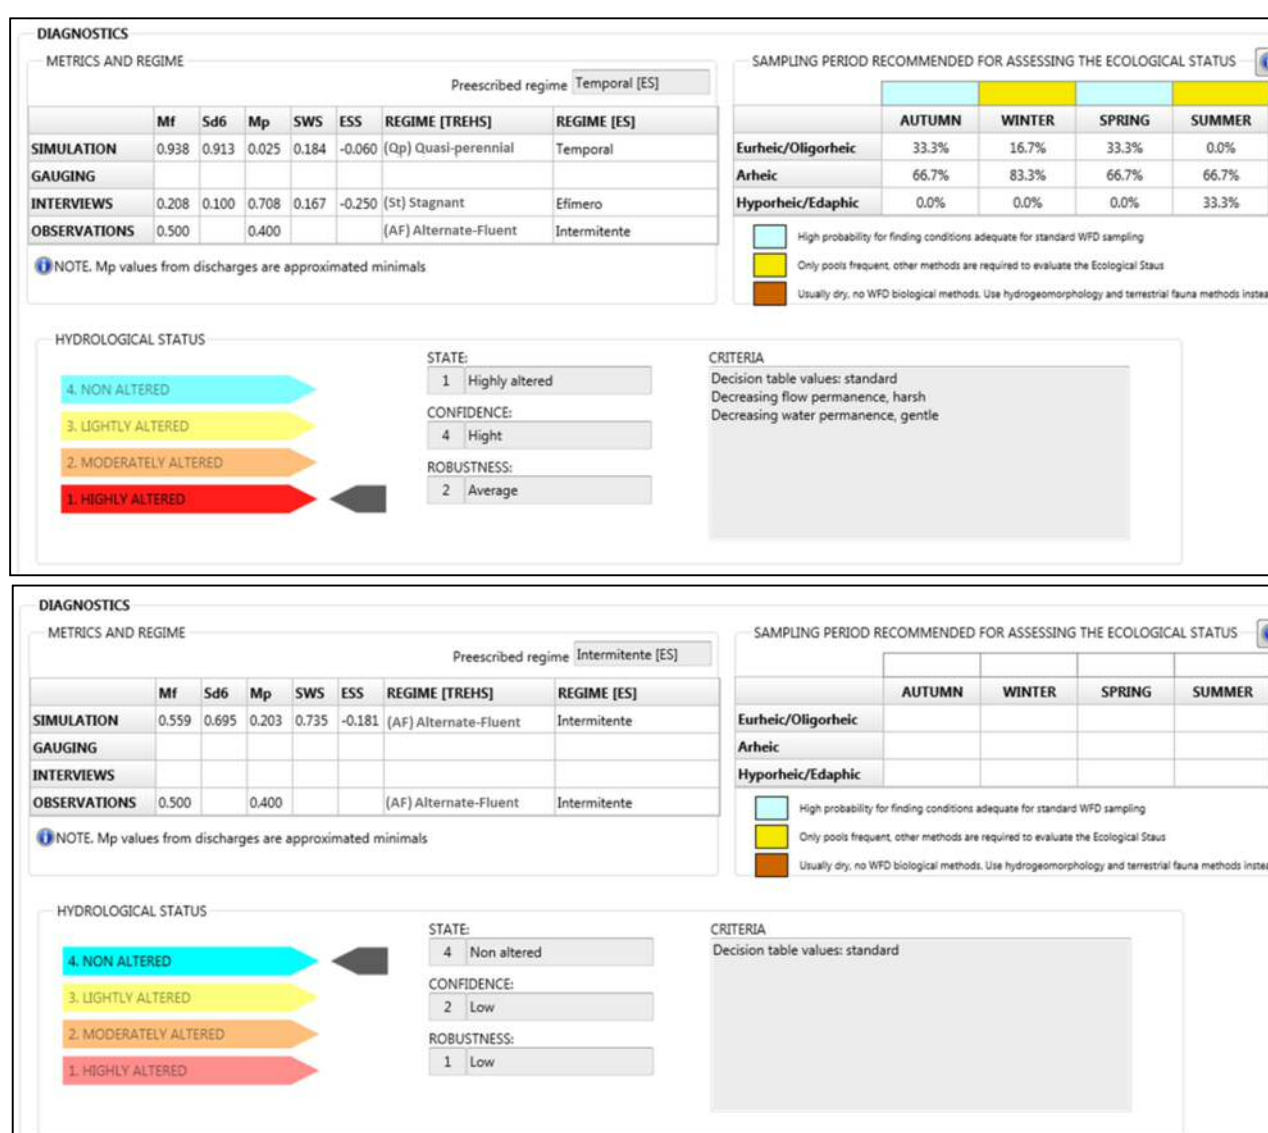 DIAGNOSTICS
METRICS AND REGIME
Preescribed regime Temporal [ES]
Mf Sd6 Mp SWS ESS REGIME [TREHS] REGIME [ES]
SIMULATION 0.938 0.913 0.025 0.184 -0.060 (Qp) Quasi-perennial Temporal
GAUGING
INTERVIEWS 0.208 0.100 0.708 0.167 -0.250 (St) Stagnant Efímero
OBSERVATIONS 0.500 0.400 (AF) Alternate-Fluent Intermitente
NOTE. Mp values from discharges are approximated minimals
SAMPLING PERIOD RECOMMENDED FOR ASSESSING THE ECOLOGICAL STATUS
AUTUMN WINTER SPRING SUMMER
Eurheic/Oligorheic 33.3% 16.7% 33.3% 0.0%
Arheic 66.7% 83.3% 66.7% 66.7%
Hyporheic/Edaphic 0.0% 0.0% 0.0% 33.3%
High probability for finding conditions adequate for standard WFD sampling
Only pools frequent, other methods are required to evaluate the Ecological Staus
Usually dry, no WFD biological methods. Use hydrogeomorphology and terrestrial fauna methods instea
HYDROLOGICAL STATUS
4. NON ALTERED
3. LIGHTLY ALTERED
2. MODERATELY ALTERED
1. HIGHLY ALTERED
STATE:
1 Highly altered
CONFIDENCE:
4 Hight
ROBUSTNESS:
2 Average
CRITERIA
Decision table values: standard
Decreasing flow permanence, harsh
Decreasing water permanence, gentle
DIAGNOSTICS
METRICS AND REGIME
Preescribed regime Intermitente [ES]
Mf Sd6 Mp SWS ESS REGIME [TREHS] REGIME [ES]
SIMULATION 0.559 0.695 0.203 0.735 -0.181 (AF) Alternate-Fluent Intermitente
GAUGING
INTERVIEWS
OBSERVATIONS 0.500 0.400 (AF) Alternate-Fluent Intermitente
NOTE. Mp values from discharges are approximated minimals
SAMPLING PERIOD RECOMMENDED FOR ASSESSING THE ECOLOGICAL STATUS
AUTUMN WINTER SPRING SUMMER
Eurheic/Oligorheic
Arheic
Hyporheic/Edaphic
High probability for finding conditions adequate for standard WFD sampling
Only pools frequent, other methods are required to evaluate the Ecological Staus
Usually dry, no WFD biological methods. Use hydrogeomorphology and terrestrial fauna methods instea
HYDROLOGICAL STATUS
4. NON ALTERED
3. LIGHTLY ALTERED
2. MODERATELY ALTERED
1. HIGHLY ALTERED
STATE:
4 Non altered
CONFIDENCE:
2 Low
ROBUSTNESS:
1 Low
CRITERIA
Decision table values: standard